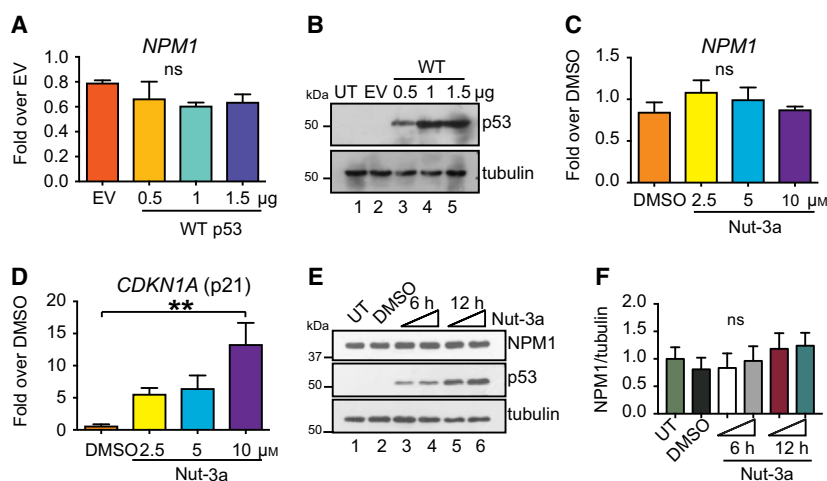 A
NPM1
ns
Fold over EV
1.0
0.8
0.6
0.4
0.2
0.0
EV 0.5 1 1.5 μg
WT p53
B
WT
UT EV 0.5 1 1.5 μg
kDa
50
p53
50
tubulin
1 2 3 4 5
C
NPM1
ns
Fold over DMSO
1.5
1.0
0.5
0.0
DMSO 2.5 5 10 μM
Nut-3a
D
CDKN1A (p21)
**
Fold over DMSO
20
15
10
5
0
DMSO 2.5 5 10 μM
Nut-3a
E
UT DMSO 6 h 12 h
Nut-3a
kDa
NPM1
37
p53
50
tubulin
50
1 2 3 4 5 6
F
ns
NPM1/tubulin
2.0
1.5
1.0
0.5
0.0
UT DMSO 6 h 12 h
Nut-3a